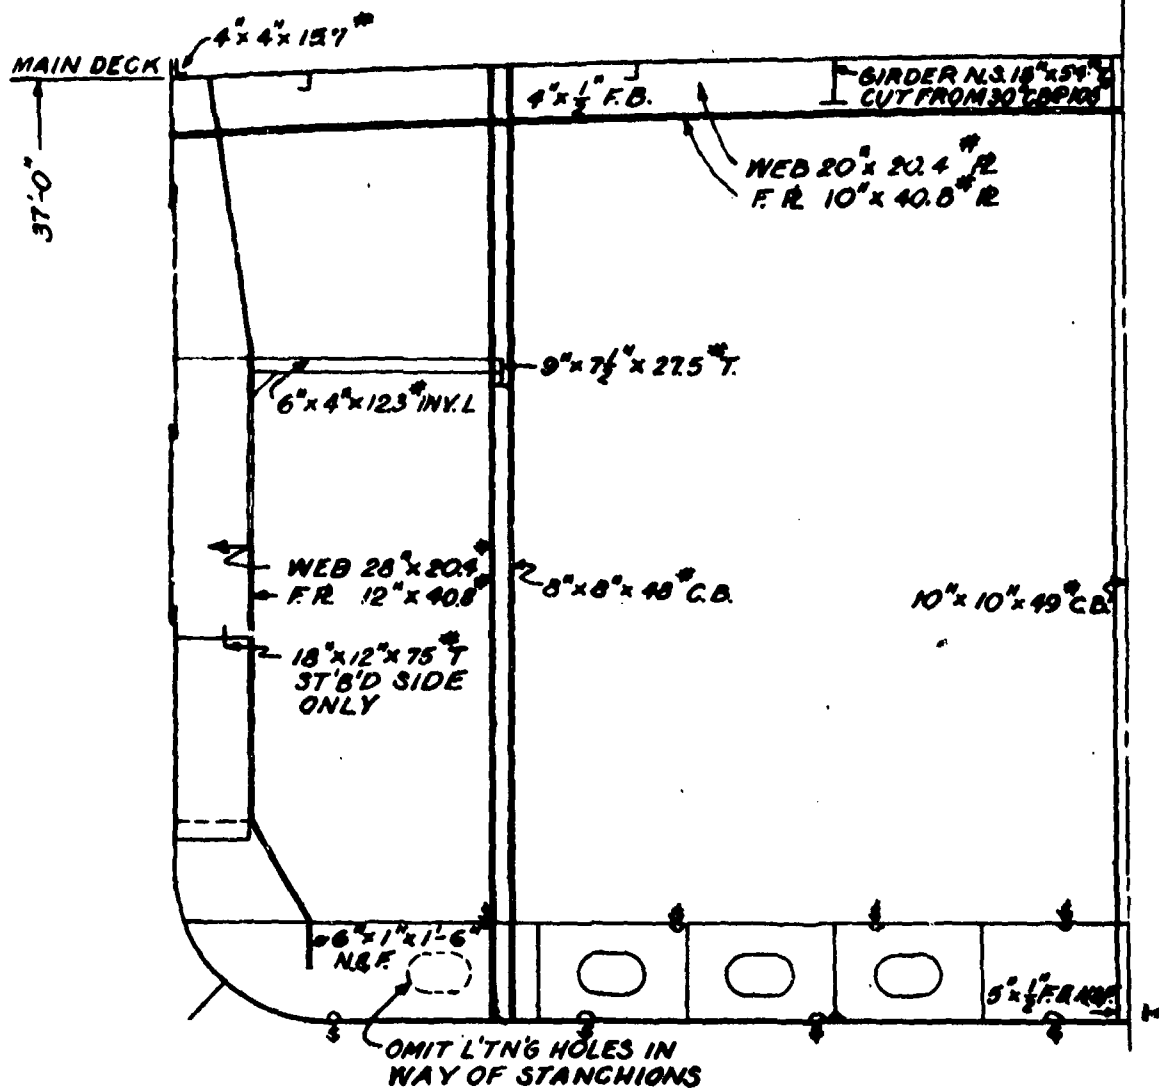 4"x 4"x 15.7#
MAIN DECK
37'-0"
4"x ½" F.B.
GIRDER N.S. 18"x 54"
CUT FROM 30"
WEB 20"x 20.4# PL
F. PL 10"x 40.8# PL
9"x 7½"x 27.5# T.
6"x 4"x 12.3# INV. L
WEB 28"x 20.4#
F. PL 12"x 40.8#
8"x 8"x 48# C.B.
10"x 10"x 49# C.B.
18"x 12"x 75# T
ST'B'D SIDE
ONLY
6"x 1"x 1'-6"
N.&F.
5"x ½" F.B.
OMIT L'TN'G HOLES IN
WAY OF STANCHIONS